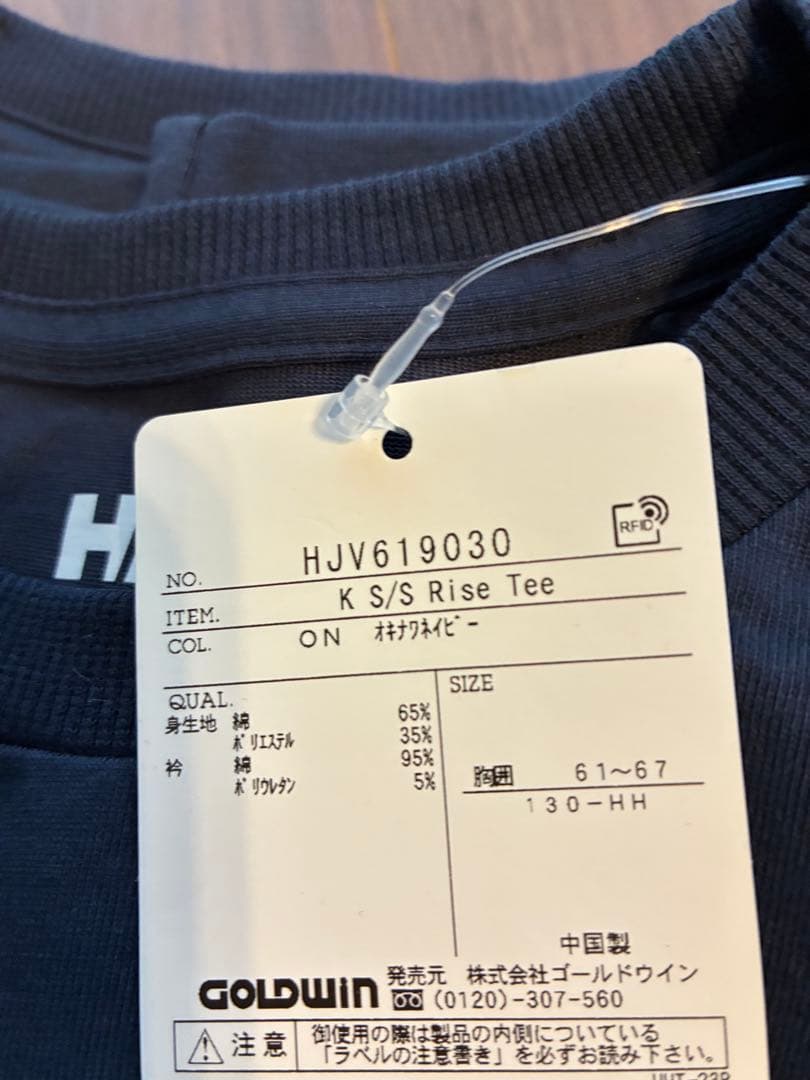 H
NO. HJV619030 RFID
ITEM. K S/S Rise Tee
COL. ON オキナワネイビー
QUAL.
身生地 綿 65%
ポリエステル 35%
衿 綿 95%
ポリウレタン 5%
SIZE
胸囲 61~67
130-HH
中国製
GOLDWIN 発売元 株式会社ゴールドウイン
(0120)-307-560
注意 御使用の際は製品の内側についている
「ラベルの注意書き」を必ずお読み下さい。